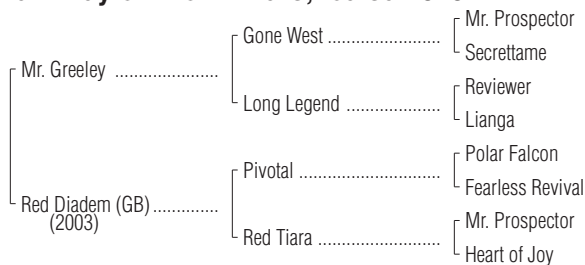 Mr. Prospector
Gone West ........................
Secrettame
Mr. Greeley ......................
Reviewer
Long Legend ....................
Lianga
Polar Falcon
Pivotal ..............................
Fearless Revival
Red Diadem (GB) ..............
(2003)
Mr. Prospector
Red Tiara ..........................
Heart of Joy